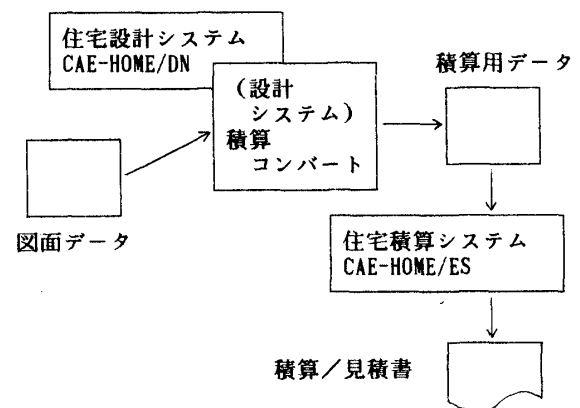 住宅設計システム
CAE-HOME/DN
(設計
システム)
積算
コンバート
積算用データ
図面データ
住宅積算システム
CAE-HOME/ES
積算/見積書